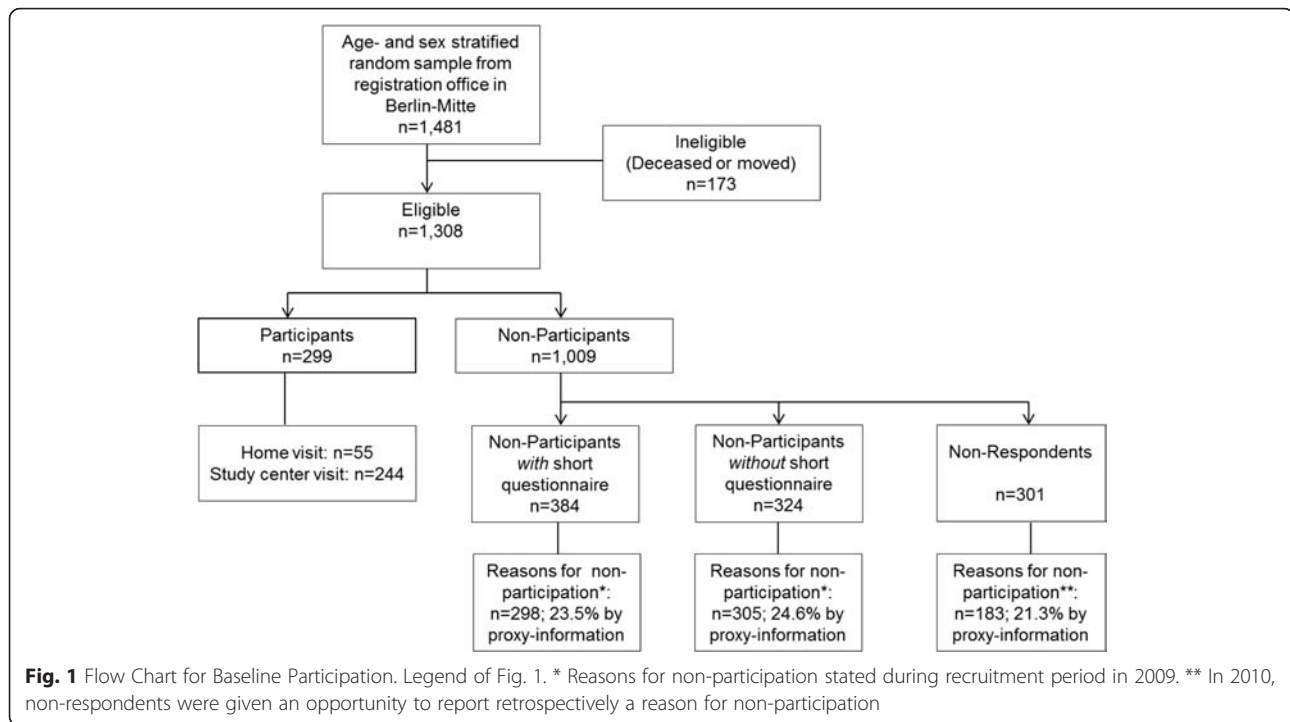 Age- and sex stratified
random sample from
registration office in
Berlin-Mitte
n=1,481
Ineligible
(Deceased or moved)
n=173
Eligible
n=1,308
Participants
n=299
Non-Participants
n=1,009
Home visit: n=55
Study center visit: n=244
Non-Participants
with short
questionnaire
n=384
Non-Participants
without short
questionnaire
n=324
Non-Respondents
n=301
Reasons for non-
participation*:
n=298; 23.5% by
proxy-information
Reasons for non-
participation*:
n=305; 24.6% by
proxy-information
Reasons for non-
participation**:
n=183; 21.3% by
proxy-information
Fig. 1 Flow Chart for Baseline Participation. Legend of Fig. 1. * Reasons for non-participation stated during recruitment period in 2009. ** In 2010,
non-respondents were given an opportunity to report retrospectively a reason for non-participation